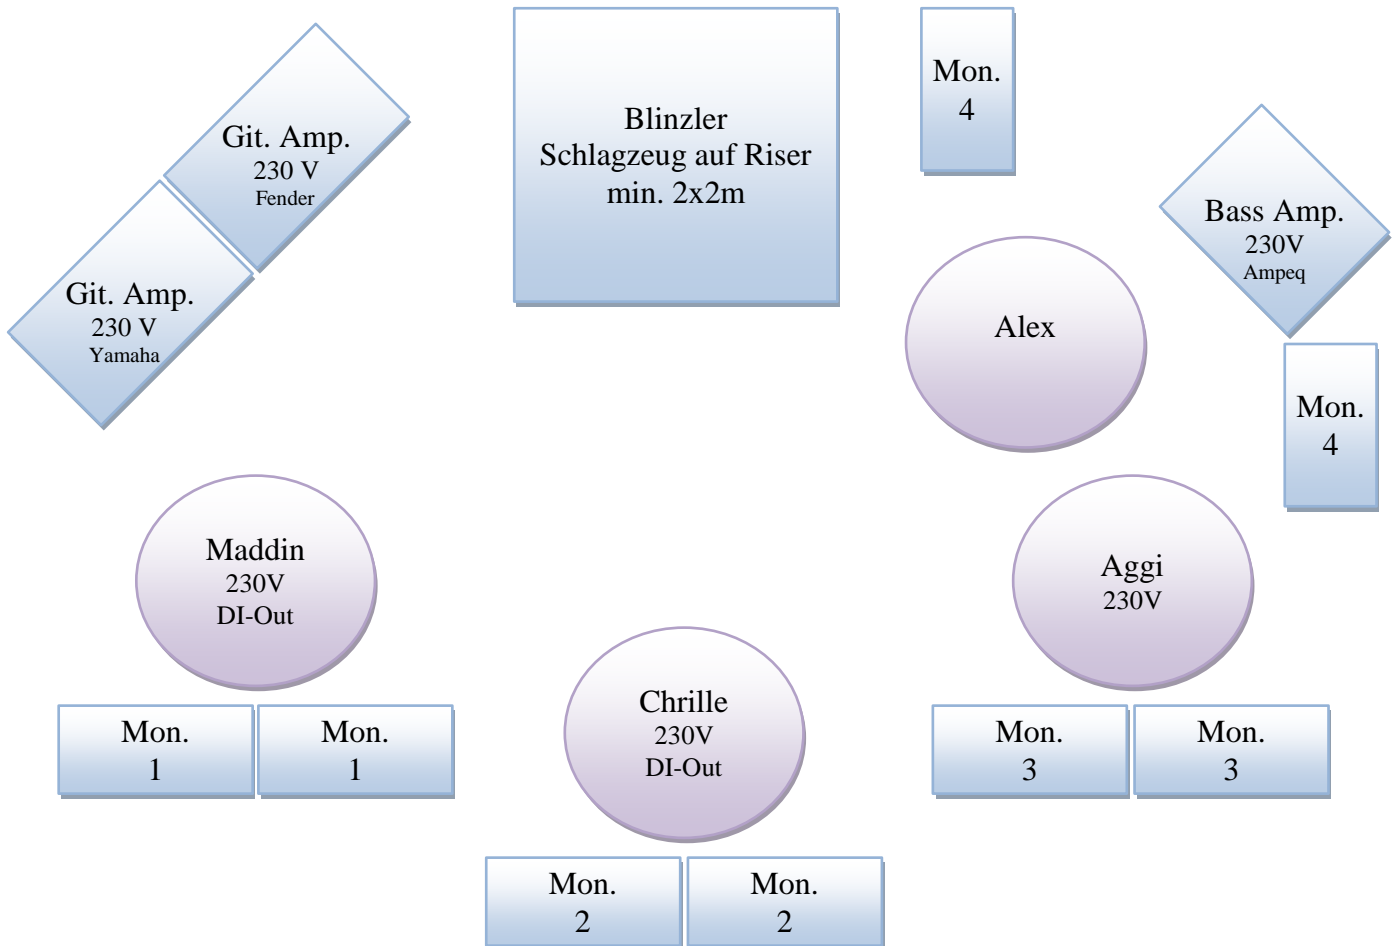 Git. Amp.
230 V
Fender
Git. Amp.
230 V
Yamaha
Blinzler
Schlagzeug auf Riser
min. 2x2m
Mon.
4
Bass Amp.
230V
Ampeq
Alex
Mon.
4
Maddin
230V
DI-Out
Aggi
230V
Chrille
230V
DI-Out
Mon.
1
Mon.
1
Mon.
3
Mon.
3
Mon.
2
Mon.
2